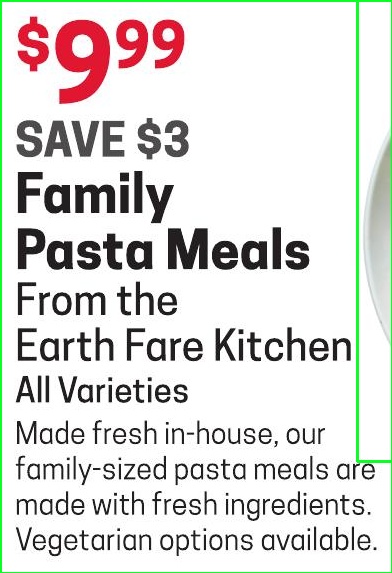 $9.99
SAVE $3
Family
Pasta Meals
From the
Earth Fare Kitchen
All Varieties
Made fresh in-house, our
family-sized pasta meals are
made with fresh ingredients.
Vegetarian options available.